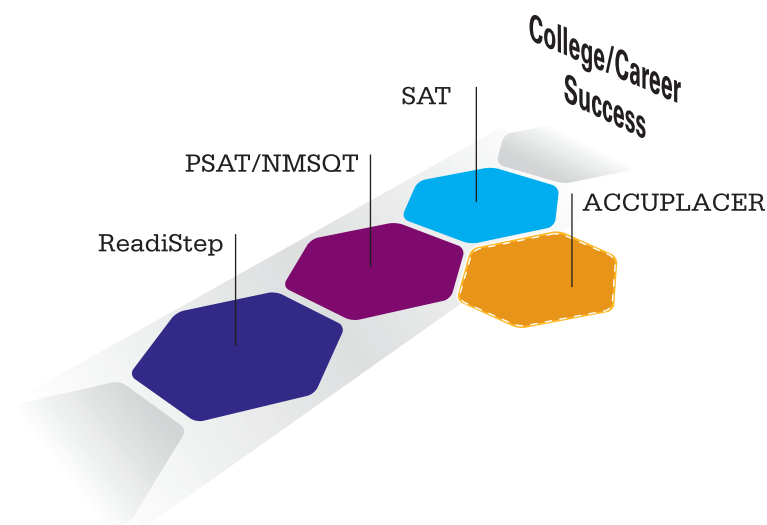 College/Career
Success
SAT
PSAT/NMSQT
ACCUPLACER
ReadiStep